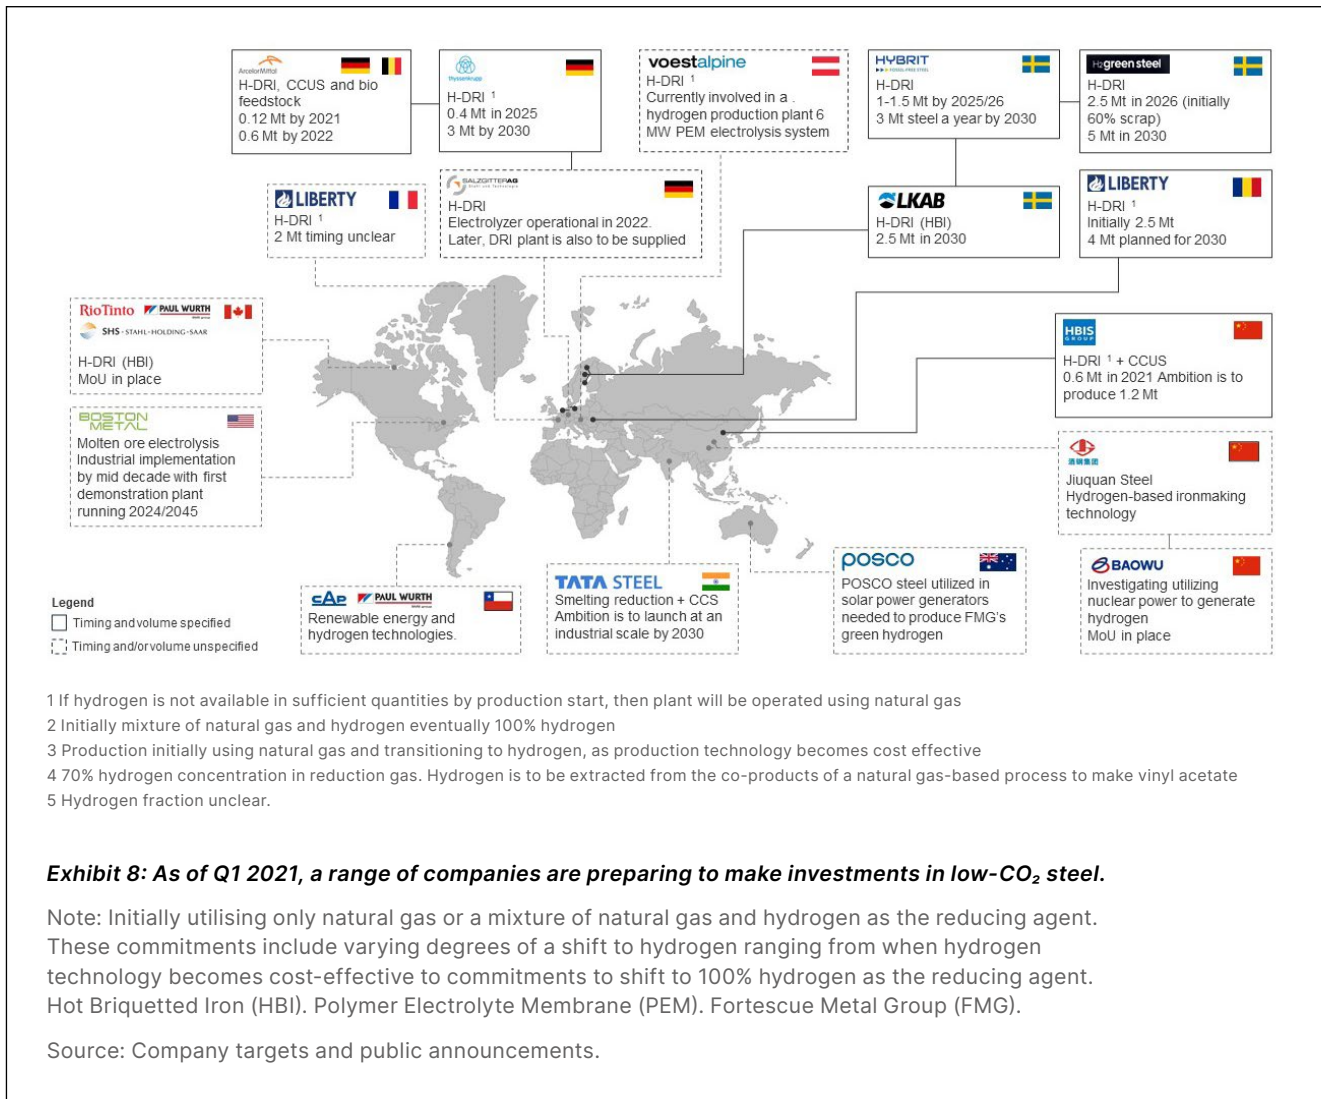 ArcelorMittal
H-DRI, CCUS and bio
feedstock
0.12 Mt by 2021
0.6 Mt by 2022
thyssenkrupp
H-DRI ¹
0.4 Mt in 2025
3 Mt by 2030
voestalpine
H-DRI ¹
Currently involved in a .
hydrogen production plant 6
MW PEM electrolysis system
HYBRIT
FOSSIL-FREE STEEL
H-DRI
1-1.5 Mt by 2025/26
3 Mt steel a year by 2030
H2green steel
H-DRI
2.5 Mt in 2026 (initially
60% scrap)
5 Mt in 2030
LIBERTY
H-DRI ¹
2 Mt timing unclear
SALZGITTERAG
Stahl und Technologie
H-DRI
Electrolyzer operational in 2022.
Later, DRI plant is also to be supplied
LKAB
H-DRI (HBI)
2.5 Mt in 2030
LIBERTY
H-DRI ¹
Initially 2.5 Mt
4 Mt planned for 2030
RioTinto PAUL WURTH
SHS - STAHL-HOLDING-SAAR
H-DRI (HBI)
MoU in place
HBIS
GROUP
H-DRI ¹ + CCUS
0.6 Mt in 2021 Ambition is to
produce 1.2 Mt
BOSTON
METAL
Molten ore electrolysis
Industrial implementation
by mid decade with first
demonstration plant
running 2024/2045
酒钢集团
Jiuquan Steel
Hydrogen-based ironmaking
technology
CAP PAUL WURTH
Renewable energy and
hydrogen technologies.
TATA STEEL
Smelting reduction + CCS
Ambition is to launch at an
industrial scale by 2030
posco
POSCO steel utilized in
solar power generators
needed to produce FMG's
green hydrogen
BAOWU
Investigating utilizing
nuclear power to generate
hydrogen
MoU in place
Legend
Timing and volume specified
Timing and/or volume unspecified
1 If hydrogen is not available in sufficient quantities by production start, then plant will be operated using natural gas
2 Initially mixture of natural gas and hydrogen eventually 100% hydrogen
3 Production initially using natural gas and transitioning to hydrogen, as production technology becomes cost effective
4 70% hydrogen concentration in reduction gas. Hydrogen is to be extracted from the co-products of a natural gas-based process to make vinyl acetate
5 Hydrogen fraction unclear.
Exhibit 8: As of Q1 2021, a range of companies are preparing to make investments in low-CO₂ steel.
Note: Initially utilising only natural gas or a mixture of natural gas and hydrogen as the reducing agent.
These commitments include varying degrees of a shift to hydrogen ranging from when hydrogen
technology becomes cost-effective to commitments to shift to 100% hydrogen as the reducing agent.
Hot Briquetted Iron (HBI). Polymer Electrolyte Membrane (PEM). Fortescue Metal Group (FMG).
Source: Company targets and public announcements.